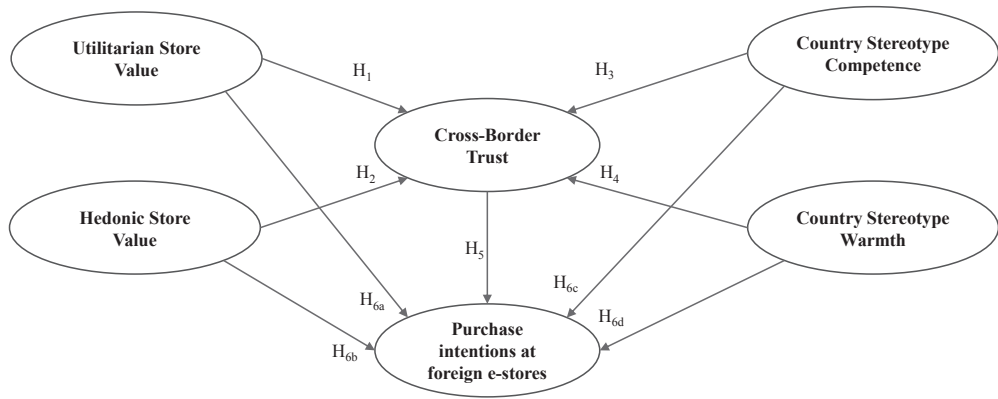 Utilitarian Store
Value
Country Stereotype
Competence
H1
H3
Cross-Border
Trust
H2
H4
Hedonic Store
Value
Country Stereotype
Warmth
H5
H6a
H6c
H6b
H6d
Purchase
intentions at
foreign e-stores